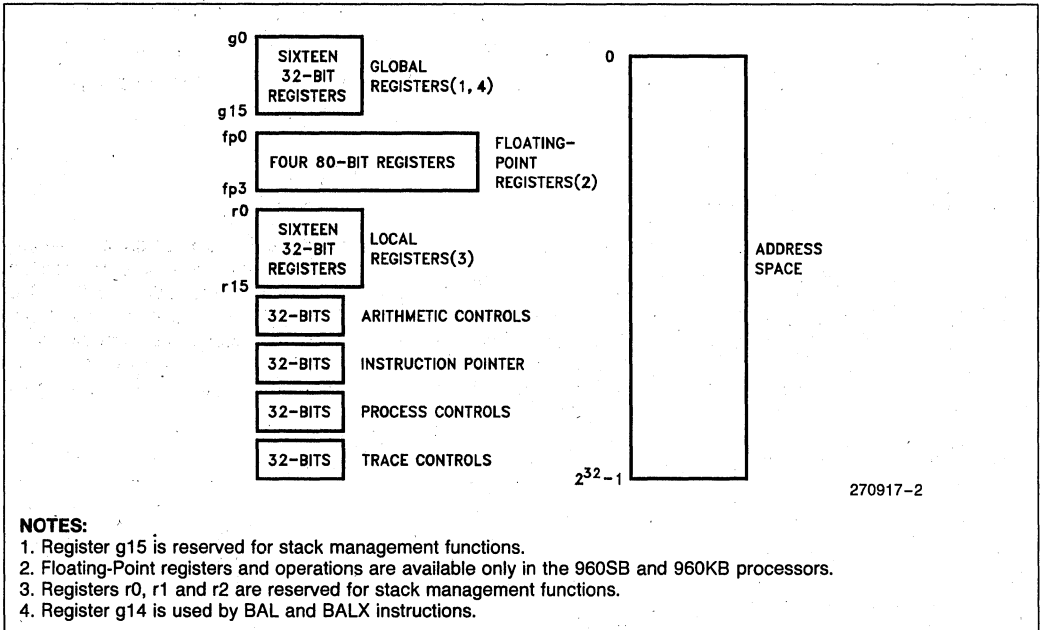 g0
SIXTEEN
32-BIT
REGISTERS
g15
GLOBAL
REGISTERS(1, 4)
fp0
FOUR 80-BIT REGISTERS
fp3
FLOATING-
POINT
REGISTERS(2)
r0
SIXTEEN
32-BIT
REGISTERS
r15
LOCAL
REGISTERS(3)
32-BITS ARITHMETIC CONTROLS
32-BITS INSTRUCTION POINTER
32-BITS PROCESS CONTROLS
32-BITS TRACE CONTROLS
0
ADDRESS
SPACE
2^32-1
270917-2
NOTES:
1. Register g15 is reserved for stack management functions.
2. Floating-Point registers and operations are available only in the 960SB and 960KB processors.
3. Registers r0, r1 and r2 are reserved for stack management functions.
4. Register g14 is used by BAL and BALX instructions.